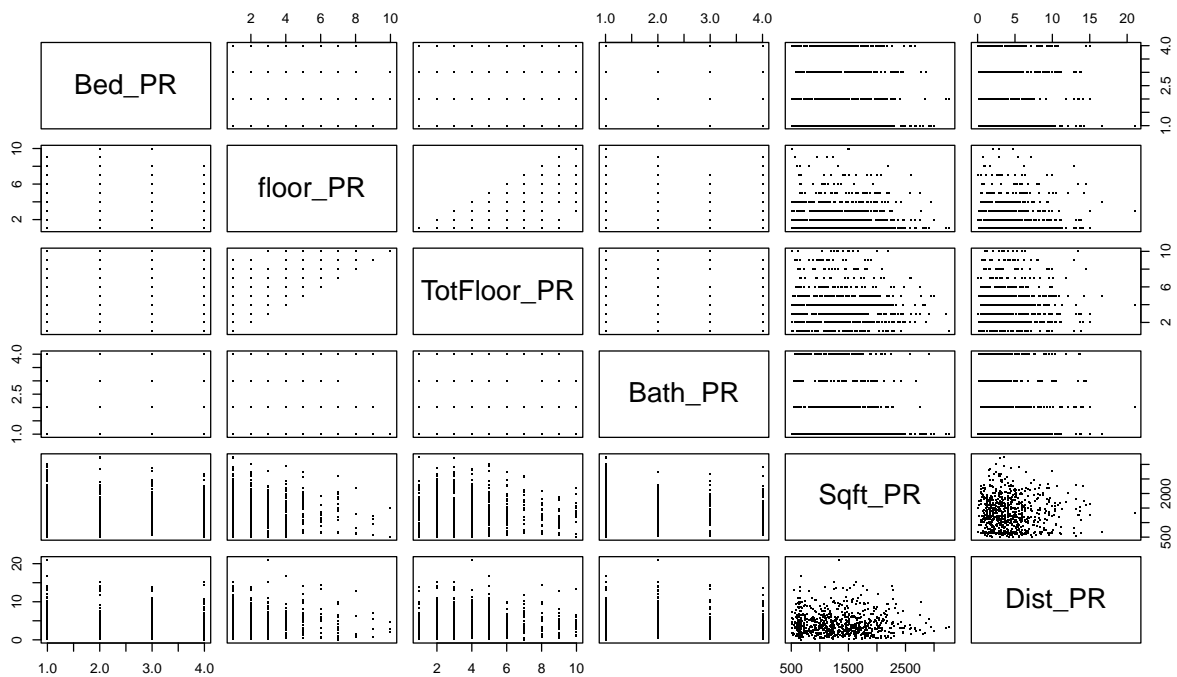 2 4 6 8 10 1.0 2.0 3.0 4.0 0 5 10 15 20
Bed_PR 1.0 2.5 4.0
2 6 10 floor_PR
TotFloor_PR 2 6 10
1.0 2.5 4.0 Bath_PR
Sqft_PR 500 2000
0 10 20 Dist_PR
1.0 2.0 3.0 4.0 2 4 6 8 10 500 1500 2500